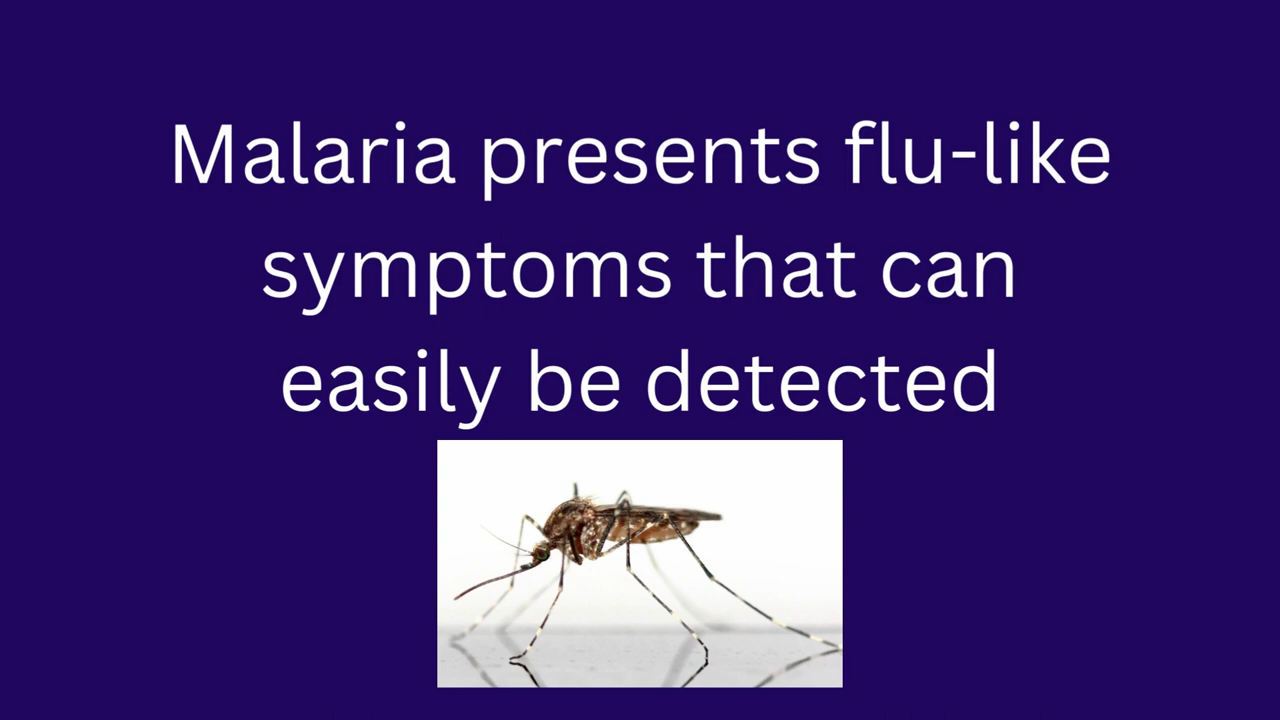 Malaria presents flu-like
symptoms that can
easily be detected